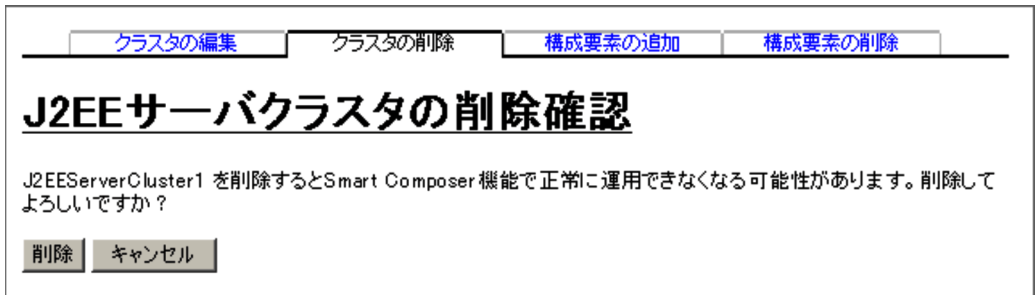 クラスタの編集 クラスタの削除 構成要素の追加 構成要素の削除
J2EEサーバクラスタの削除確認
J2EEServerCluster1 を削除するとSmart Composer機能で正常に運用できなくなる可能性があります。削除して
よろしいですか？
削除 キャンセル